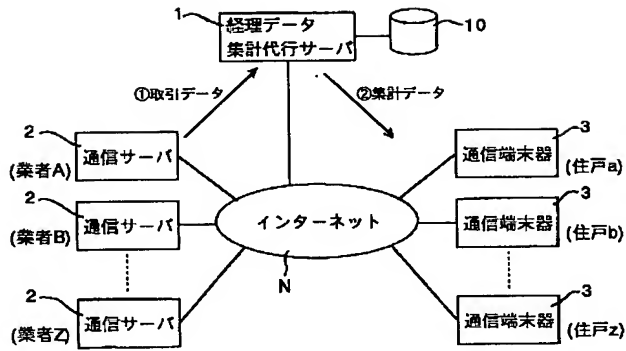 1
経理データ
集計代行サーバ
10
①取引データ
②集計データ
2
通信サーバ
(業者A)
3
通信端末器
(住戸a)
2
通信サーバ
(業者B)
インターネット
3
通信端末器
(住戸b)
N
2
通信サーバ
(業者Z)
3
通信端末器
(住戸z)